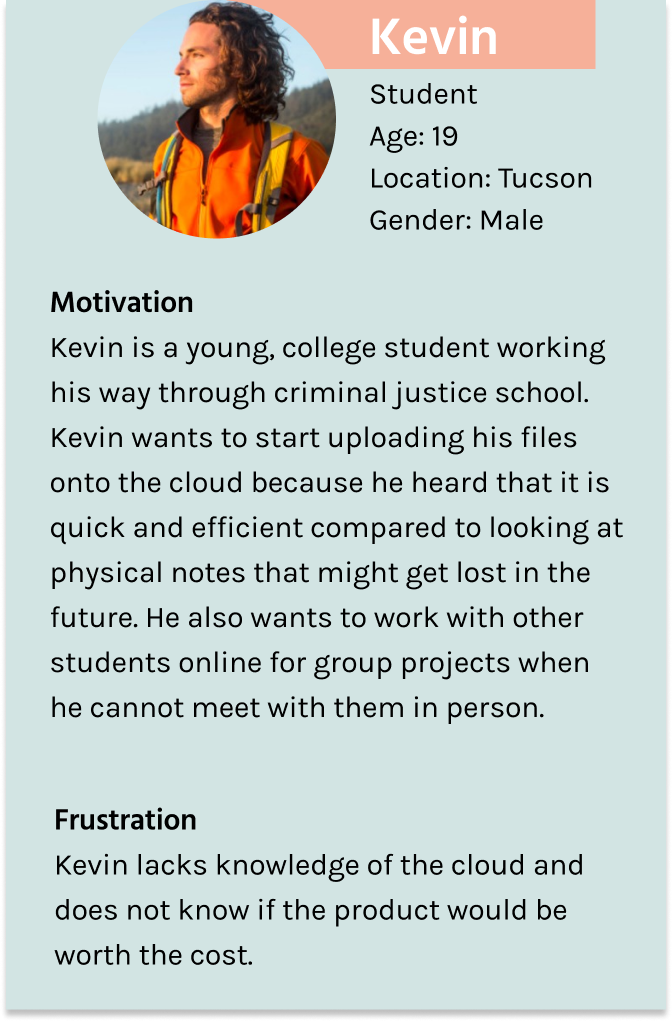 Kevin
Student
Age: 19
Location: Tucson
Gender: Male
Motivation
Kevin is a young, college student working
his way through criminal justice school.
Kevin wants to start uploading his files
onto the cloud because he heard that it is
quick and efficient compared to looking at
physical notes that might get lost in the
future. He also wants to work with other
students online for group projects when
he cannot meet with them in person.
Frustration
Kevin lacks knowledge of the cloud and
does not know if the product would be
worth the cost.